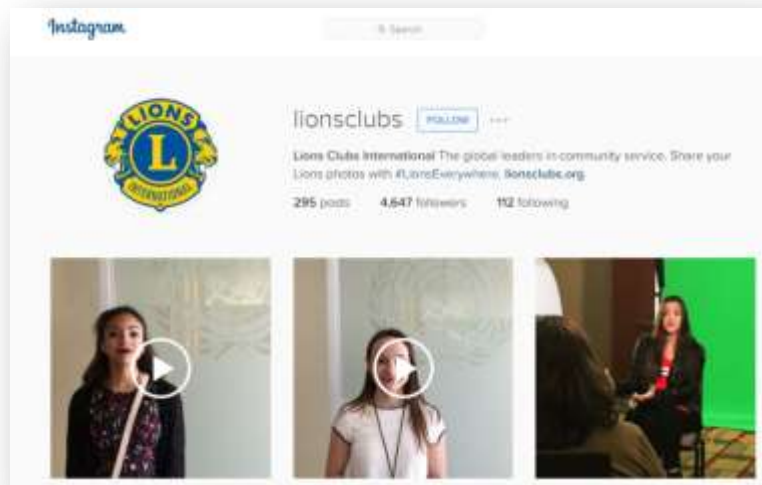 Instagram
Search
LIONS
L
INTERNATIONAL
lionsclubs FOLLOW
Lions Clubs International The global leaders in community service. Share your
Lions photos with #LionsEverywhere. lionsclubs.org
295 posts 4,647 followers 112 following